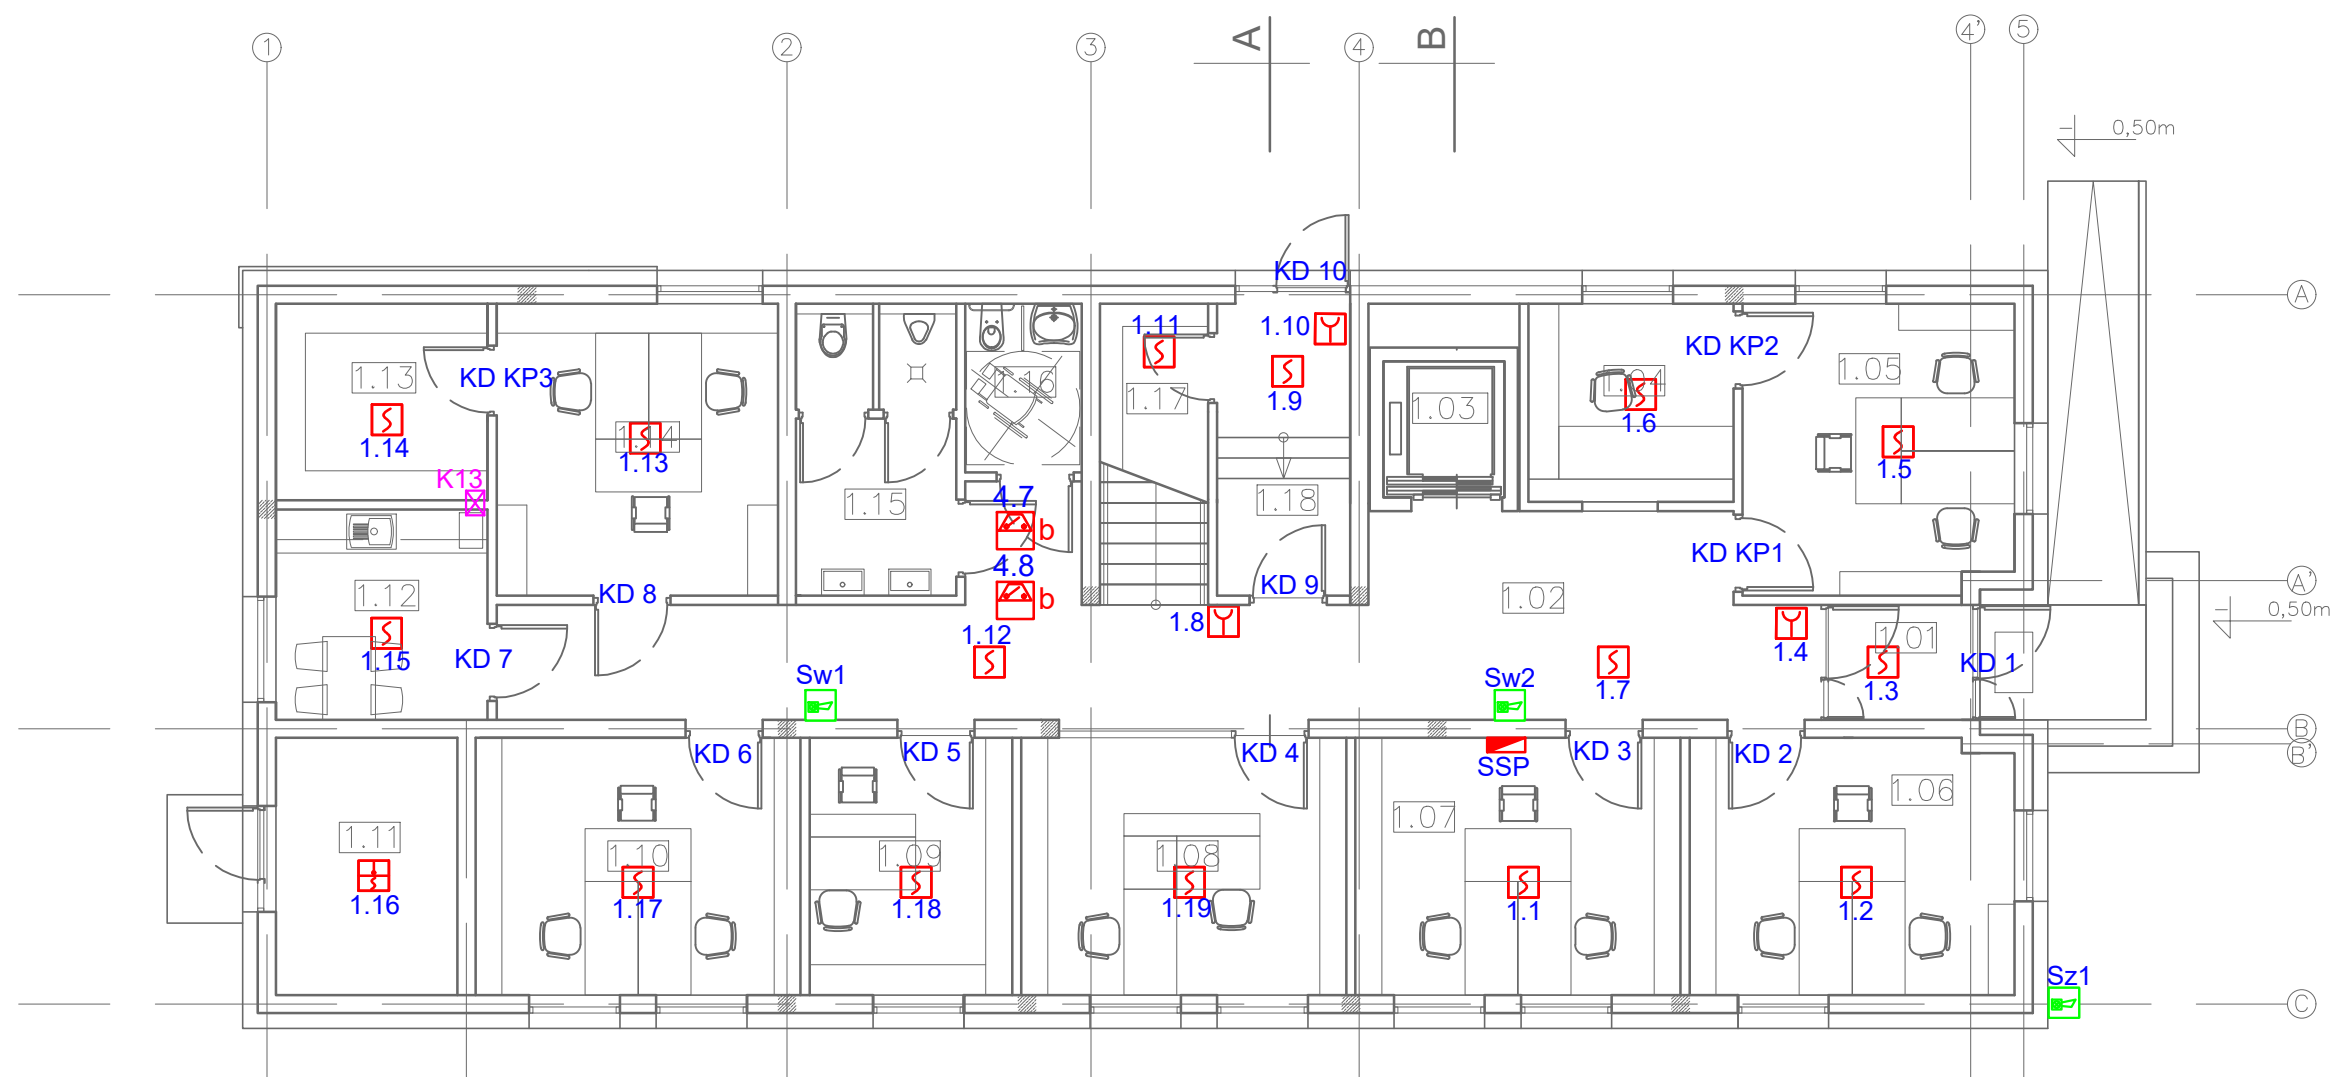 A
B
1
2
3
4
4'
5
0,50m
KD 10
A
1.11
1.10
1.9
KD KP2
1.04
1.05
1.13
KD KP3
1.16
1.17
1.03
1.6
1.14
1.14
1.13
1.5
K13
4.7
b
1.15
1.18
KD KP1
4.8
b
KD 9
1.02
A'
0,50m
1.12
KD 8
1.8
1.12
1.4
1.01
1.15
KD 7
1.7
1.3
KD 1
Sw1
Sw2
B
B'
KD 6
KD 5
KD 4
SSP
KD 3
KD 2
1.11
1.10
1.09
1.08
1.07
1.06
1.16
1.17
1.18
1.19
1.1
1.2
Sz1
C